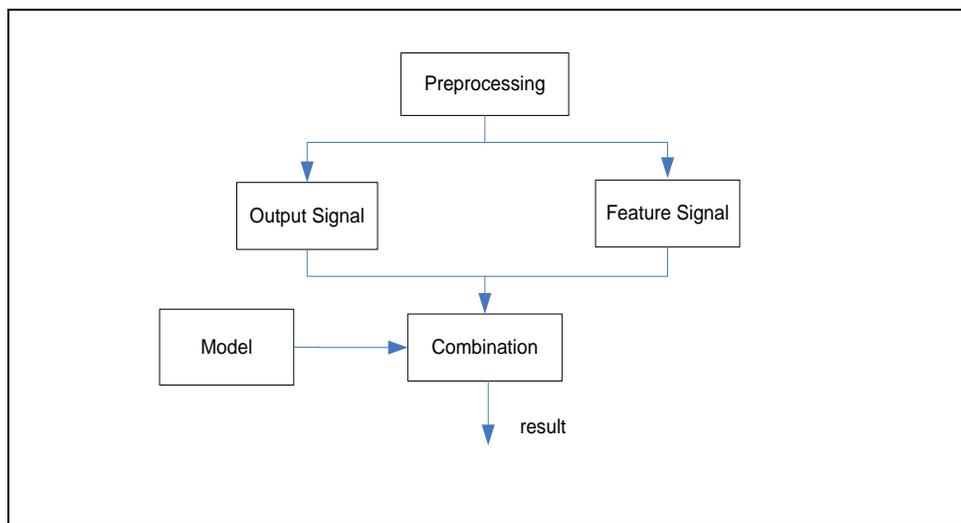 Preprocessing
Output Signal
Feature Signal
Model
Combination
result